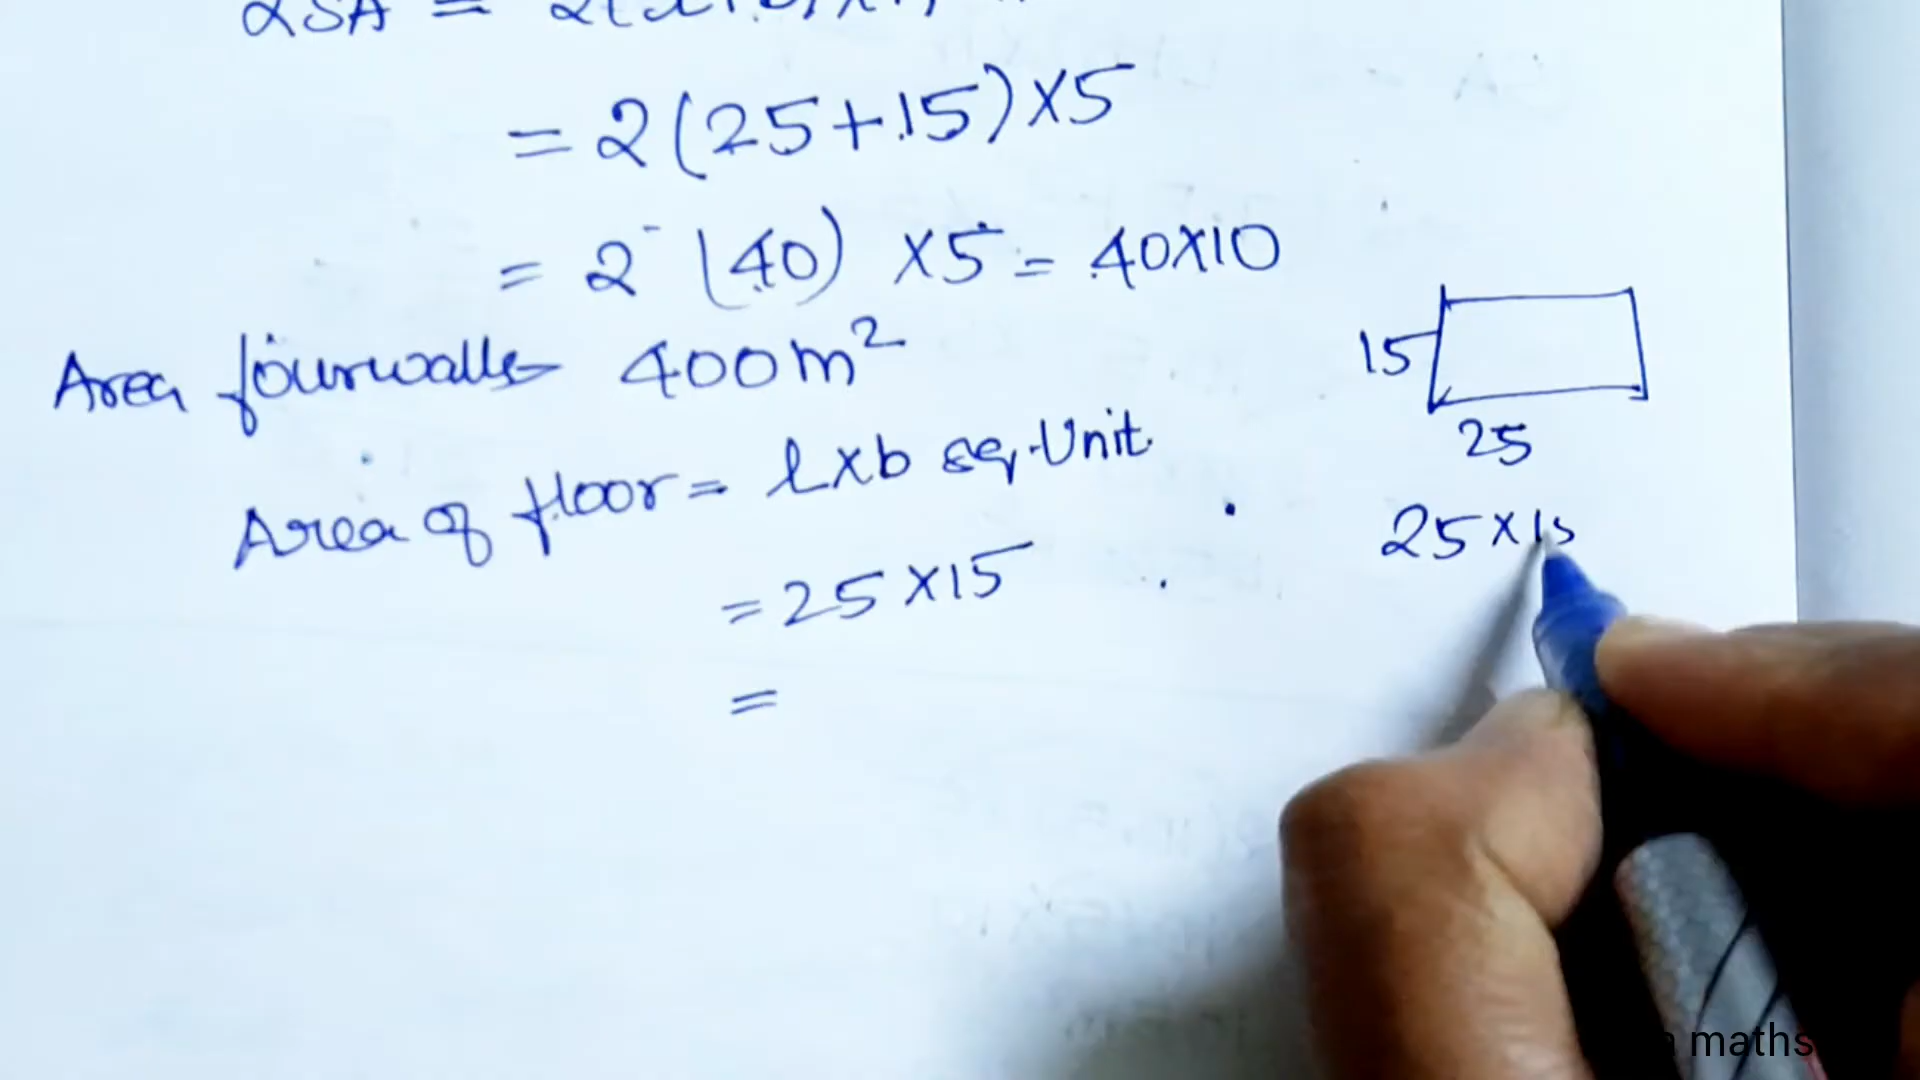 LSA =
= 2(25+15)×5
= 2 (40) ×5 = 40×10
Area fourwalls 400m²
15
25
Area of floor = l×b sq.Unit
= 25×15
25×15
=
maths